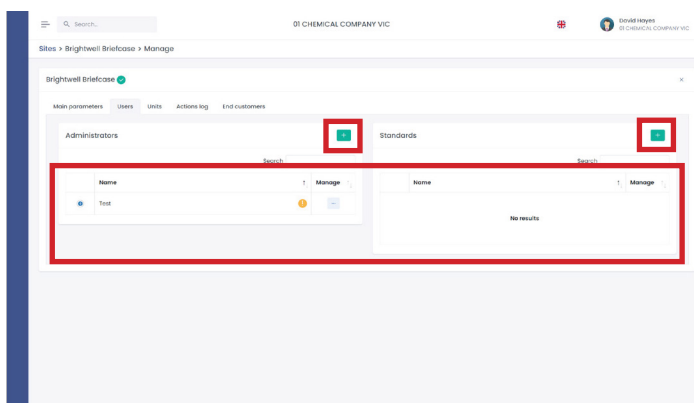 Search...
01 CHEMICAL COMPANY VIC
David Hayes
01 CHEMICAL COMPANY VIC
Sites > Brightwell Briefcase > Manage
Brightwell Briefcase
Main parameters Users Units Actions log End customers
Administrators
+
Standards
+
Search
Search
Name Manage
Name Manage
Test
No results